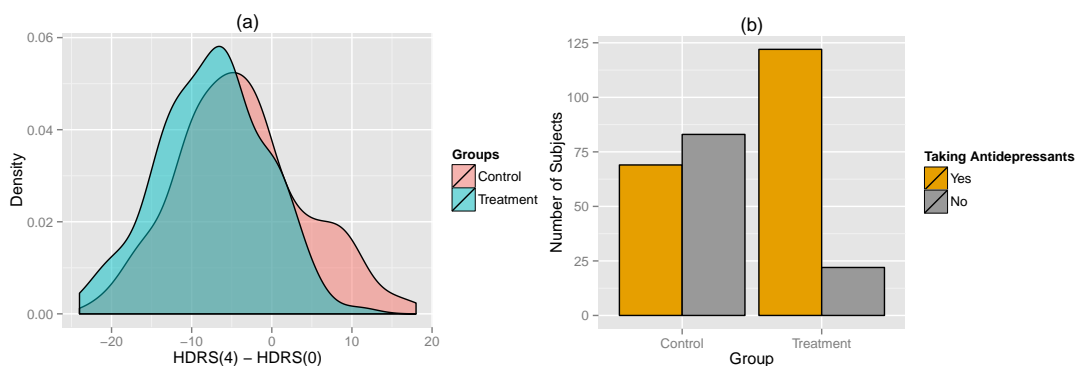 (a)
0.06
0.04
0.02
0.00
Density
−20
−10
0
10
20
HDRS(4) − HDRS(0)
Groups
Control
Treatment
(b)
125
100
75
50
25
0
Number of Subjects
Control
Treatment
Group
Taking Antidepressants
Yes
No